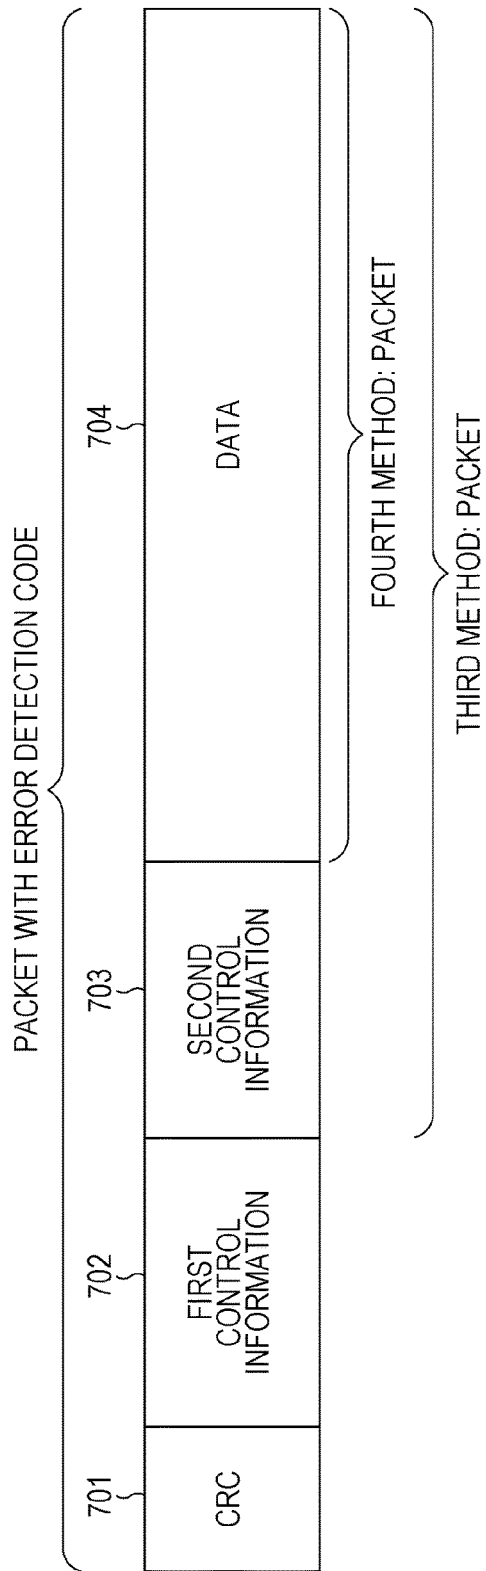 PACKET WITH ERROR DETECTION CODE
701
702
703
704
CRC
FIRST
CONTROL
INFORMATION
SECOND
CONTROL
INFORMATION
DATA
FOURTH METHOD: PACKET
THIRD METHOD: PACKET